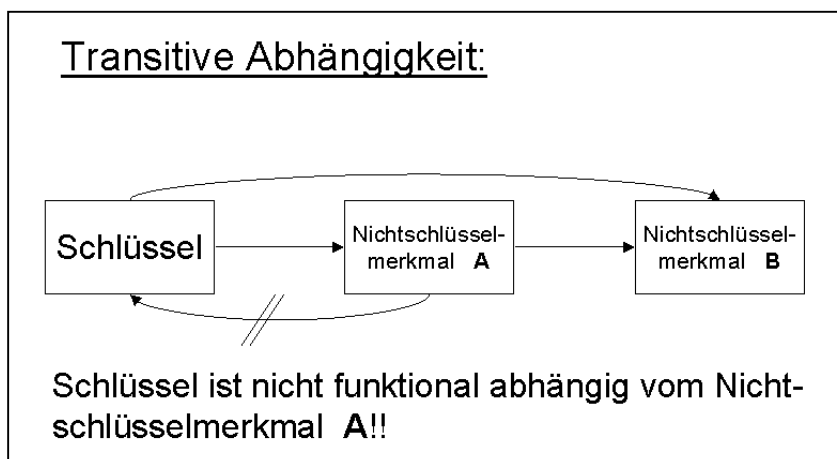 Transitive Abhängigkeit:
Schlüssel
Nichtschlüssel-
merkmal A
Nichtschlüssel-
merkmal B
Schlüssel ist nicht funktional abhängig vom Nicht-
schlüsselmerkmal A!!